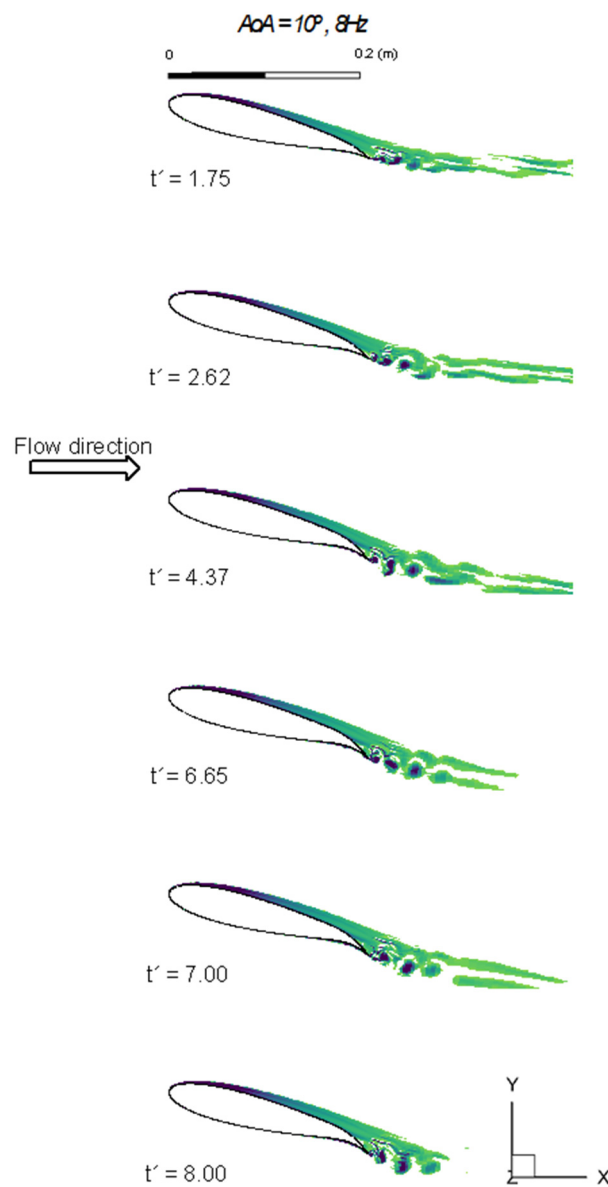 AoA = 10º, 8Hz
0 0.2 (m)
t´ = 1.75
t´ = 2.62
Flow direction
t´ = 4.37
t´ = 6.65
t´ = 7.00
t´ = 8.00
Y
Z X